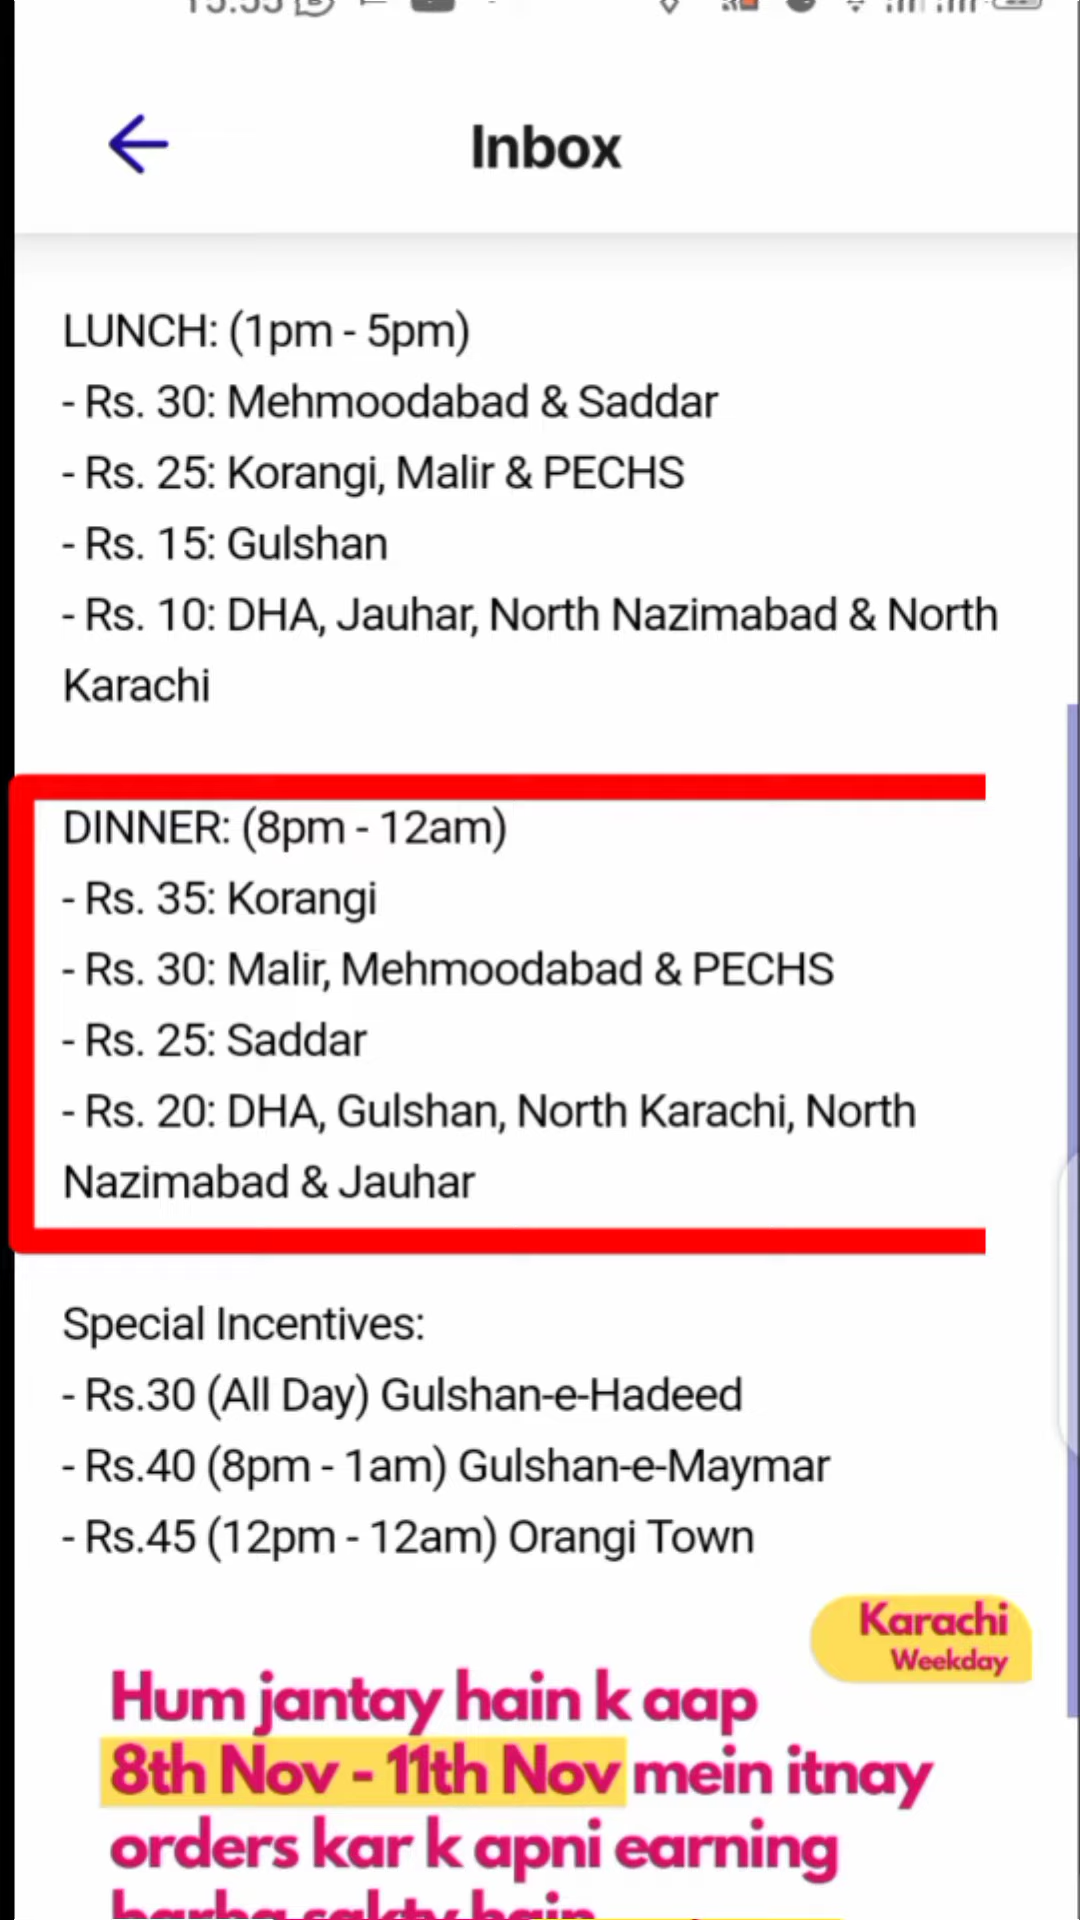 Inbox
LUNCH: (1pm - 5pm)
- Rs. 30: Mehmoodabad & Saddar
- Rs. 25: Korangi, Malir & PECHS
- Rs. 15: Gulshan
- Rs. 10: DHA, Jauhar, North Nazimabad & North
Karachi
DINNER: (8pm - 12am)
- Rs. 35: Korangi
- Rs. 30: Malir, Mehmoodabad & PECHS
- Rs. 25: Saddar
- Rs. 20: DHA, Gulshan, North Karachi, North
Nazimabad & Jauhar
Special Incentives:
- Rs.30 (All Day) Gulshan-e-Hadeed
- Rs.40 (8pm - 1am) Gulshan-e-Maymar
- Rs.45 (12pm - 12am) Orangi Town
Karachi
Weekday
Hum jantay hain k aap
8th Nov - 11th Nov mein itnay
orders kar k apni earning
barha sakty hain